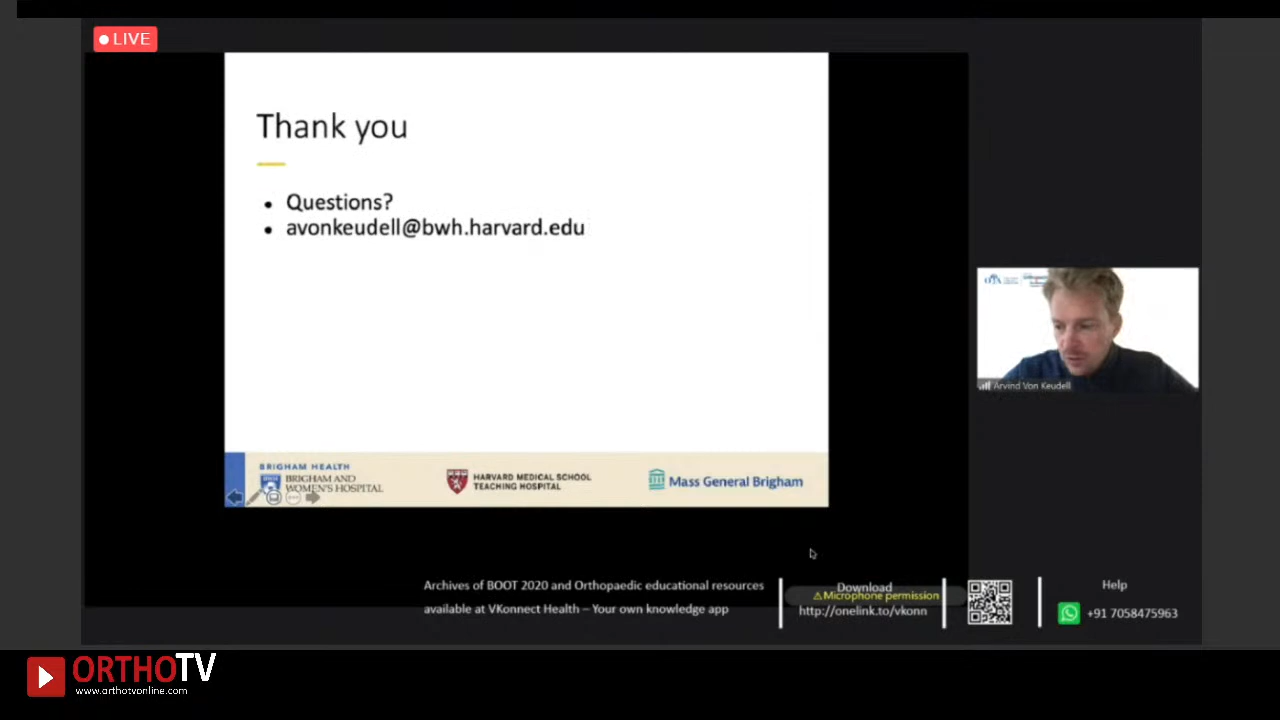 LIVE
Thank you
Questions?
avonkeudell@bwh.harvard.edu
Arvind Von Keudell
BRIGHAM HEALTH
BRIGHAM AND
WOMEN'S HOSPITAL
HARVARD MEDICAL SCHOOL
TEACHING HOSPITAL
Mass General Brigham
Archives of BOOT 2020 and Orthopaedic educational resources
available at VKonnect Health – Your own knowledge app
Download
⚠Microphone permission
http://onelink.to/vkonn
Help
+91 7058475963
ORTHOTV
www.orthotvonline.com